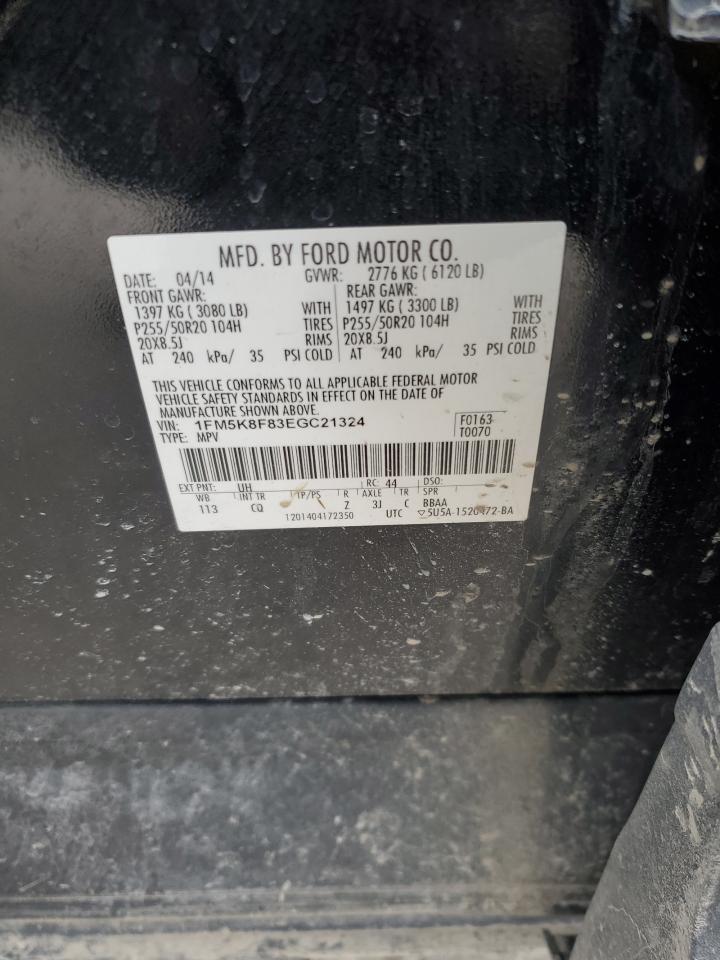 MFD. BY FORD MOTOR CO.
DATE: 04/14 GVWR: 2776 KG ( 6120 LB)
FRONT GAWR: REAR GAWR:
1397 KG ( 3080 LB) WITH 1497 KG ( 3300 LB) WITH
P255/50R20 104H TIRES P255/50R20 104H TIRES
20X8.5J RIMS 20X8.5J RIMS
AT 240 kPa/ 35 PSI COLD AT 240 kPa/ 35 PSI COLD
THIS VEHICLE CONFORMS TO ALL APPLICABLE FEDERAL MOTOR
VEHICLE SAFETY STANDARDS IN EFFECT ON THE DATE OF
MANUFACTURE SHOWN ABOVE.
VIN: 1FM5K8F83EGC21324 F0163
TYPE: MPV T0070
EXT PNT: UH RC: 44 DSO:
WB INT TR TP/PS R AXLE TR SPR
113 CQ Z 3J C BBAA
1201404172350 UTC ▽5U5A-1520472-BA